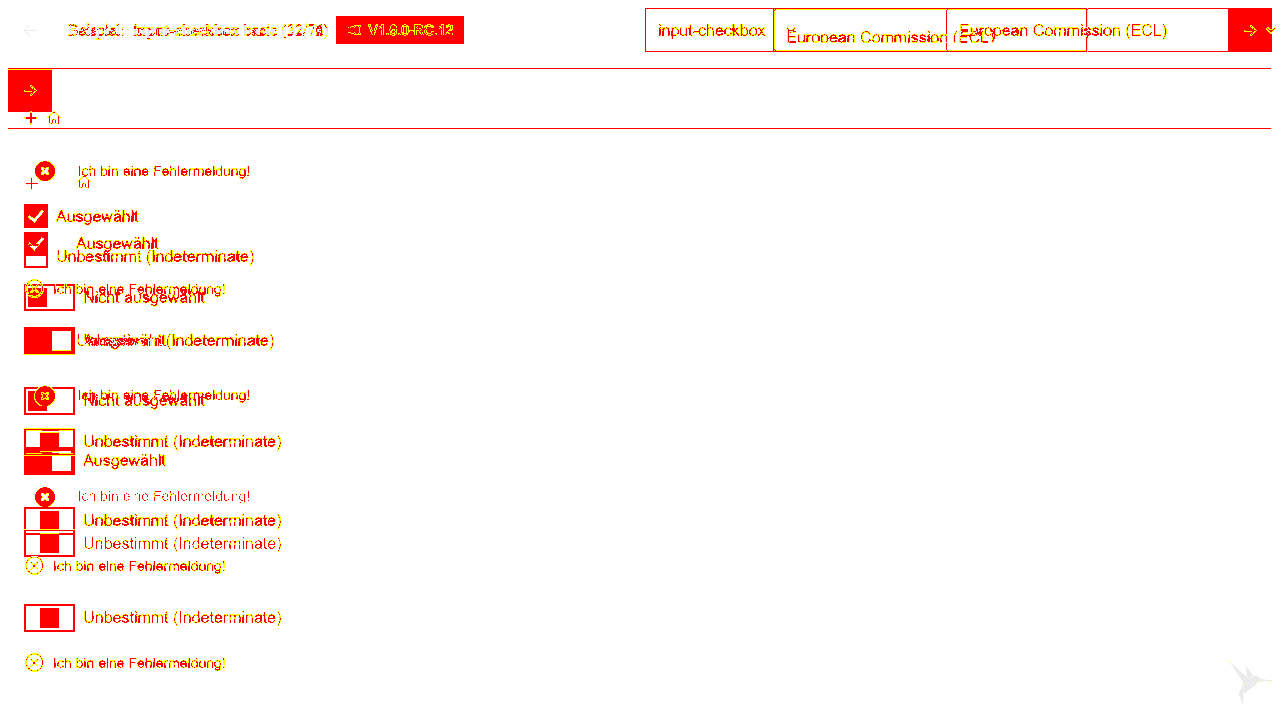 Beispiel: input-checkbox basic V1.6.0-RC.12 input-checkbox European Commission (ECL) European Commission (ECL)
Ich bin eine Fehlermeldung!
Ausgewählt
Ausgewählt
Unbestimmt (Indeterminate)
Ich bin eine Fehlermeldung!
Nicht ausgewählt
Unbestimmt (Indeterminate)
Ich bin eine Fehlermeldung!
Nicht ausgewählt
Unbestimmt (Indeterminate)
Ausgewählt
Ich bin eine Fehlermeldung!
Unbestimmt (Indeterminate)
Unbestimmt (Indeterminate)
Ich bin eine Fehlermeldung!
Unbestimmt (Indeterminate)
Ich bin eine Fehlermeldung!